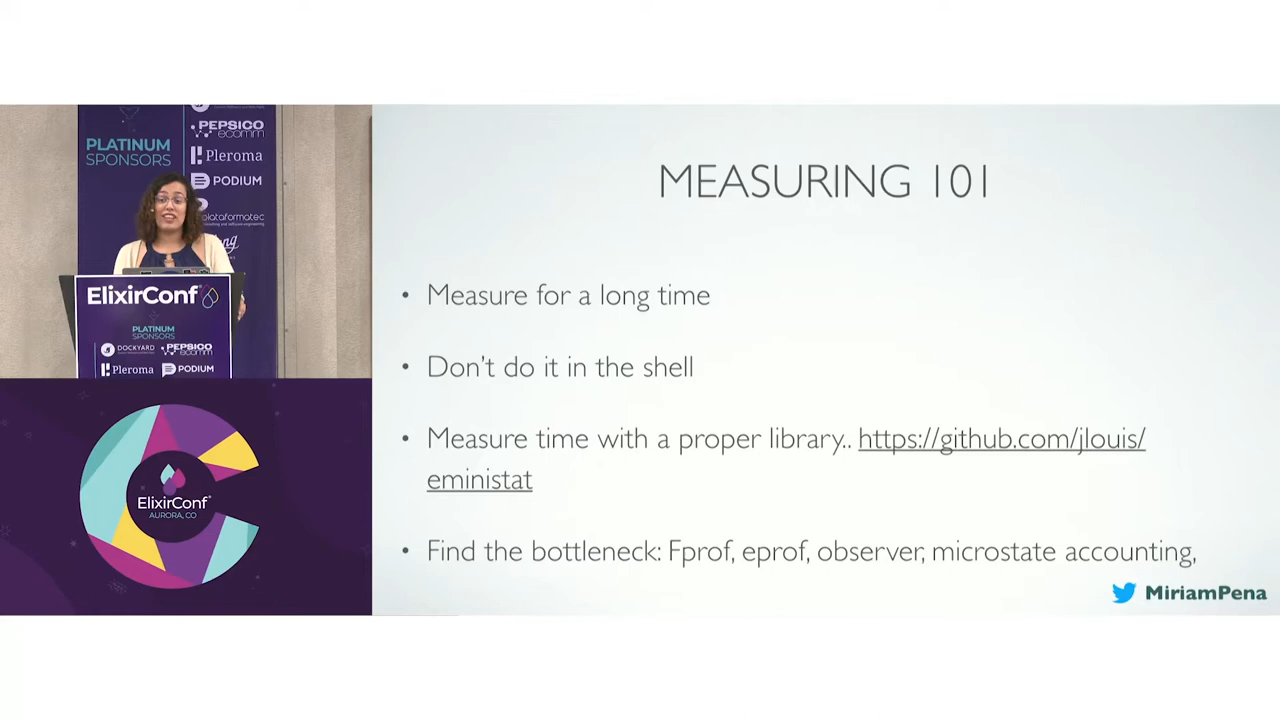 PLATINUM
SPONSORS
PEPSICO
ecomm
Pleroma
PODIUM
plataformatec
ElixirConf
PLATINUM
SPONSORS
DOCKYARD
PEPSICO
ecomm
Pleroma
PODIUM
ElixirConf
AURORA, CO
MEASURING 101
• Measure for a long time
• Don't do it in the shell
• Measure time with a proper library.. https://github.com/jlouis/
eministat
• Find the bottleneck: Fprof, eprof, observer, microstate accounting,
MiriamPena